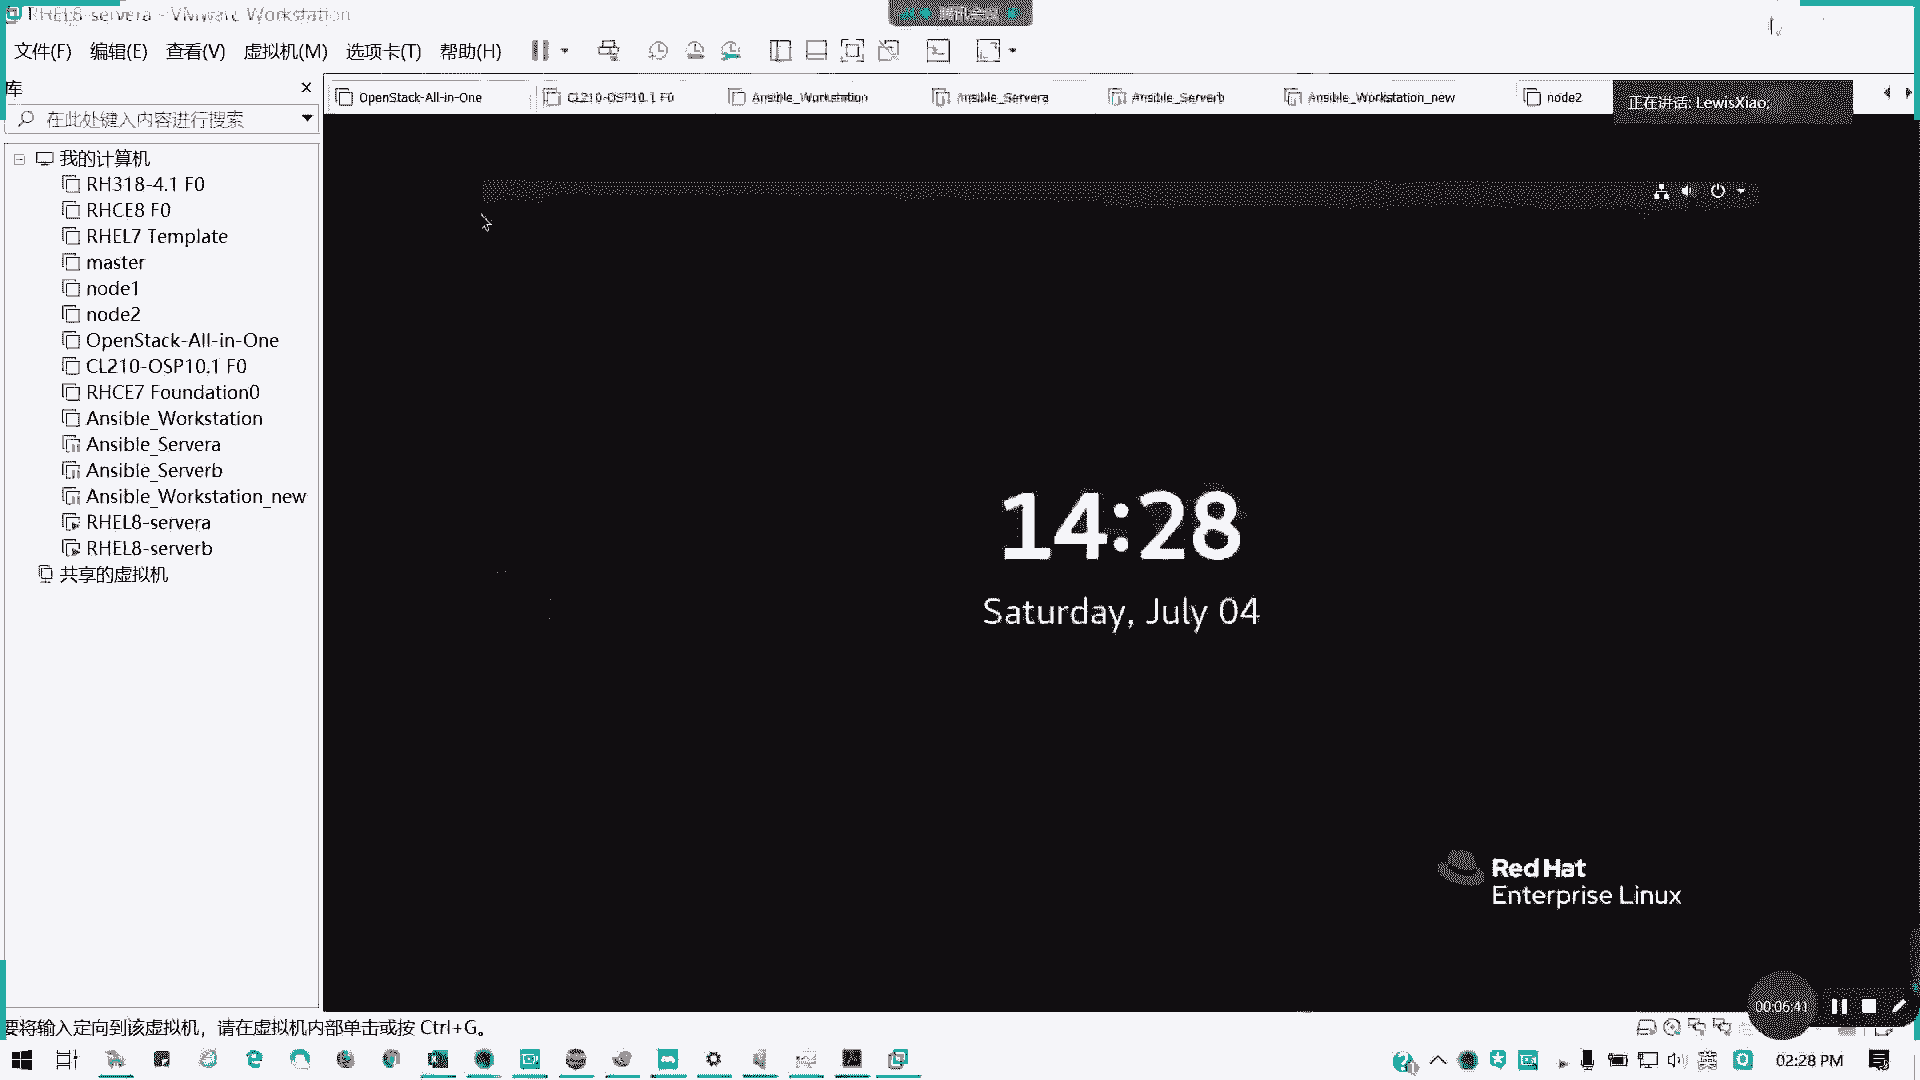 RHEL8-servera - VMware Workstation
腾讯会议
文件(F) 编辑(E) 查看(V) 虚拟机(M) 选项卡(T) 帮助(H)
库
OpenStack-All-in-One CL210-OSP10.1 F0 Ansible_Workstation Ansible_Servera Ansible_Serverb Ansible_Workstation_new node2
正在讲话: LewisXiao;
在此处键入内容进行搜索
我的计算机
RH318-4.1 F0
RHCE8 F0
RHEL7 Template
master
node1
node2
OpenStack-All-in-One
CL210-OSP10.1 F0
RHCE7 Foundation0
Ansible_Workstation
Ansible_Servera
Ansible_Serverb
Ansible_Workstation_new
RHEL8-servera
RHEL8-serverb
共享的虚拟机
14:28
Saturday, July 04
Red Hat
Enterprise Linux
00:06:41
要将输入定向到该虚拟机，请在虚拟机内部单击或按 Ctrl+G。
英
02:28 PM